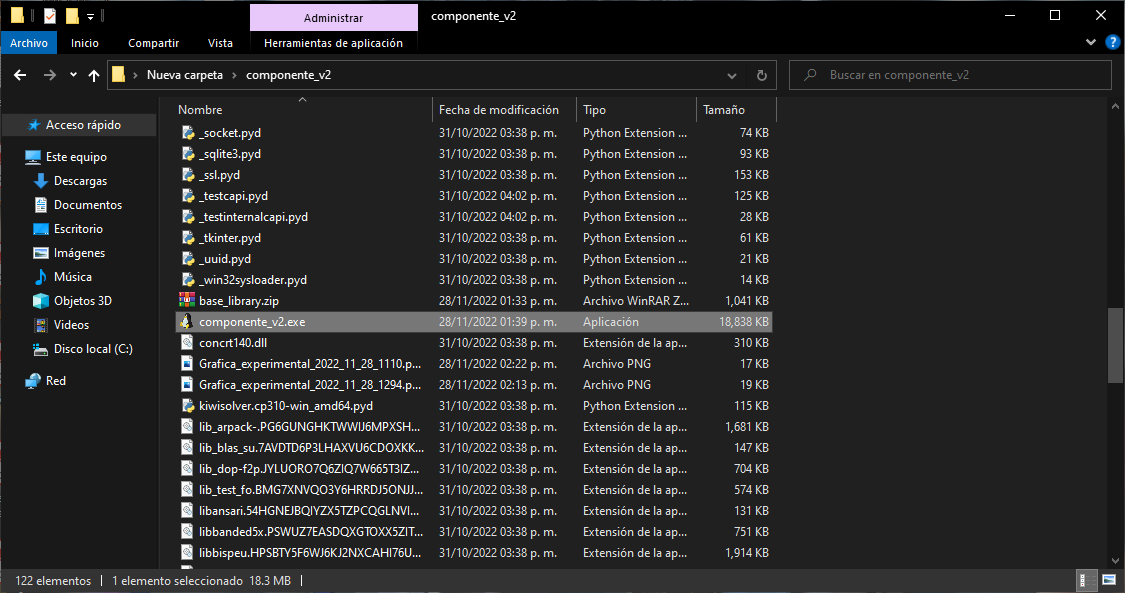 Administrar
componente_v2
Archivo Inicio Compartir Vista Herramientas de aplicación
Nueva carpeta componente_v2
Buscar en componente_v2
Acceso rápido
Este equipo
Descargas
Documentos
Escritorio
Imágenes
Música
Objetos 3D
Videos
Disco local (C:)
Red
Nombre Fecha de modificación Tipo Tamaño
_socket.pyd 31/10/2022 03:38 p. m. Python Extension ... 74 KB
_sqlite3.pyd 31/10/2022 03:38 p. m. Python Extension ... 93 KB
_ssl.pyd 31/10/2022 03:38 p. m. Python Extension ... 153 KB
_testcapi.pyd 31/10/2022 04:02 p. m. Python Extension ... 125 KB
_testinternalcapi.pyd 31/10/2022 04:02 p. m. Python Extension ... 28 KB
_tkinter.pyd 31/10/2022 03:38 p. m. Python Extension ... 61 KB
_uuid.pyd 31/10/2022 03:38 p. m. Python Extension ... 21 KB
_win32sysloader.pyd 31/10/2022 03:38 p. m. Python Extension ... 14 KB
base_library.zip 28/11/2022 01:33 p. m. Archivo WinRAR Z... 1,041 KB
componente_v2.exe 28/11/2022 01:39 p. m. Aplicación 18,838 KB
concrt140.dll 31/10/2022 03:38 p. m. Extensión de la ap... 310 KB
Grafica_experimental_2022_11_28_1110.p... 28/11/2022 02:22 p. m. Archivo PNG 17 KB
Grafica_experimental_2022_11_28_1294.p... 28/11/2022 02:13 p. m. Archivo PNG 19 KB
kiwisolver.cp310-win_amd64.pyd 31/10/2022 03:38 p. m. Python Extension ... 115 KB
lib_arpack-.PG6GUNGHKTWWIJ6MPXSH... 31/10/2022 03:38 p. m. Extensión de la ap... 1,681 KB
lib_blas_su.7AVDTD6P3LHAXVU6CDOXKK... 31/10/2022 03:38 p. m. Extensión de la ap... 147 KB
lib_dop-f2p.JYLUORO7Q6ZIQ7W665T3IZ... 31/10/2022 03:38 p. m. Extensión de la ap... 704 KB
lib_test_fo.BMG7XNVQO3Y6HRRDJ5ONJJ... 31/10/2022 03:38 p. m. Extensión de la ap... 574 KB
libansari.54HGNEJBQIYZX5TZPCQGLNVI... 31/10/2022 03:38 p. m. Extensión de la ap... 131 KB
libbanded5x.PSWUZ7EASDQXGTOXX5ZIT... 31/10/2022 03:38 p. m. Extensión de la ap... 751 KB
libbispeu.HPSBTY5F6WJ6KJ2NXCAHI76U... 31/10/2022 03:38 p. m. Extensión de la ap... 1,914 KB
122 elementos 1 elemento seleccionado 18.3 MB